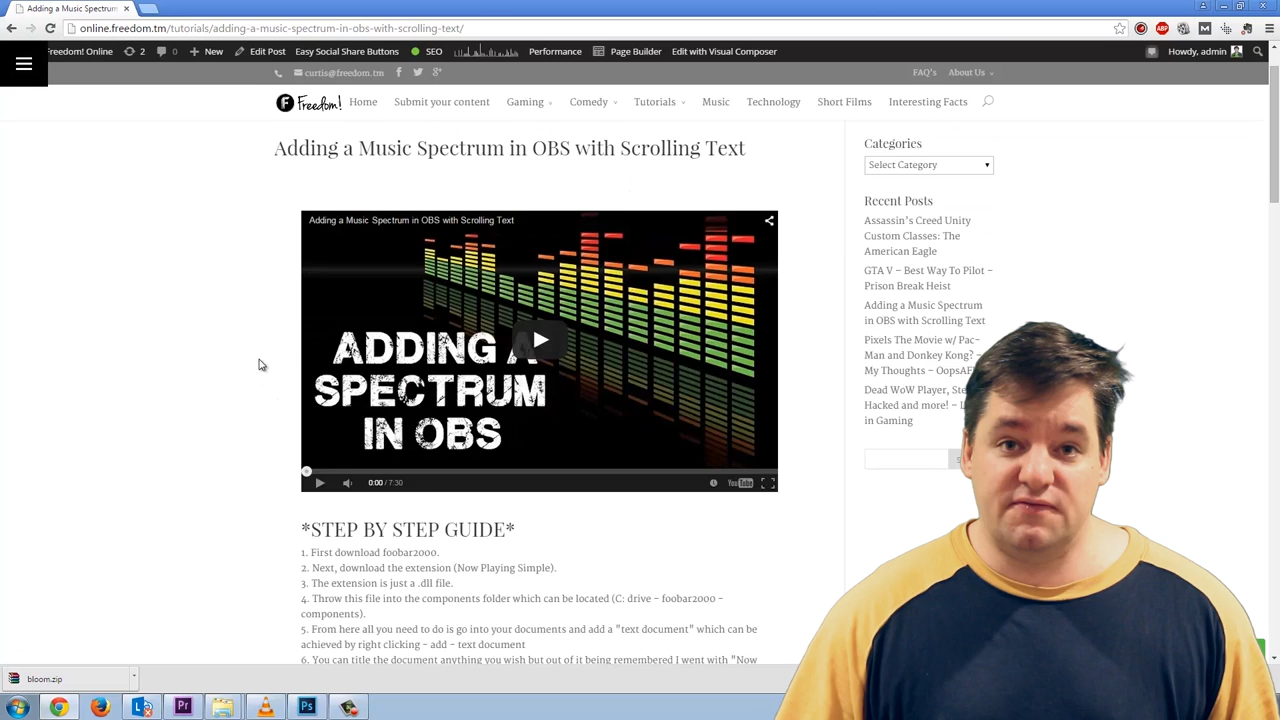 Adding a Music Spectrum
online.freedom.tm/tutorials/adding-a-music-spectrum-in-obs-with-scrolling-text/
Freedom! Online 2 0 + New Edit Post Easy Social Share Buttons SEO Performance Page Builder Edit with Visual Composer Howdy, admin
curtis@freedom.tm FAQ's About Us
Freedom! Home Submit your content Gaming Comedy Tutorials Music Technology Short Films Interesting Facts
Adding a Music Spectrum in OBS with Scrolling Text
Adding a Music Spectrum in OBS with Scrolling Text
ADDING A
SPECTRUM
IN OBS
0:00 / 7:30 YouTube
*STEP BY STEP GUIDE*
1. First download foobar2000.
2. Next, download the extension (Now Playing Simple).
3. The extension is just a .dll file.
4. Throw this file into the components folder which can be located (C: drive - foobar2000 -
components).
5. From here all you need to do is go into your documents and add a "text document" which can be
achieved by right clicking - add - text document
6. You can title the document anything you wish but out of it being remembered I went with "Now
Categories
Select Category
Recent Posts
Assassin's Creed Unity
Custom Classes: The
American Eagle
GTA V – Best Way To Pilot –
Prison Break Heist
Adding a Music Spectrum
in OBS with Scrolling Text
Pixels The Movie w/ Pac-
Man and Donkey Kong? –
My Thoughts –
Dead WoW Player,
Hacked and more! –
in Gaming
bloom.zip
Pr
Ps